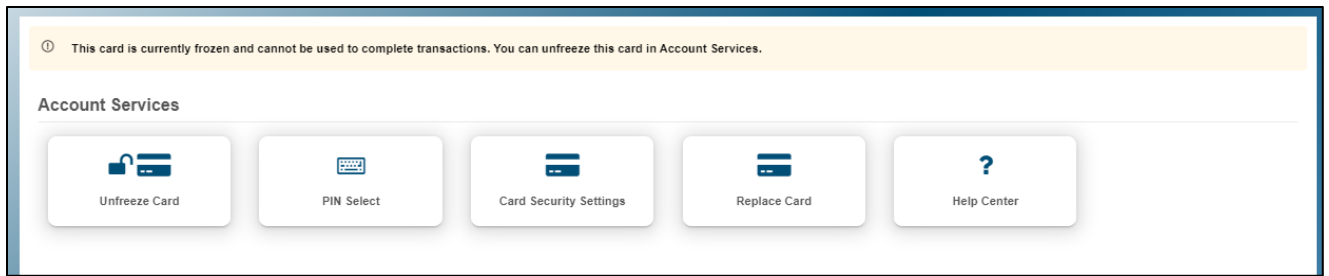 This card is currently frozen and cannot be used to complete transactions. You can unfreeze this card in Account Services.
Account Services
Unfreeze Card
PIN Select
Card Security Settings
Replace Card
?
Help Center